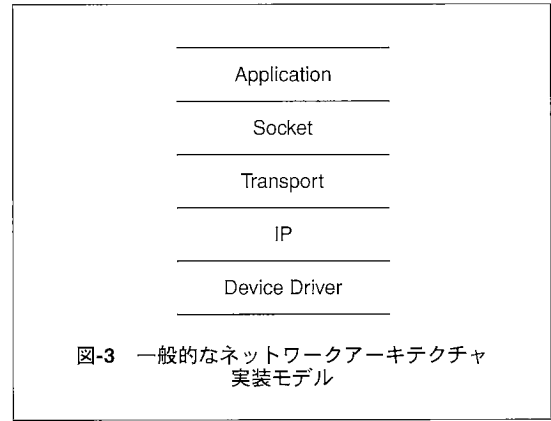 Application
Socket
Transport
IP
Device Driver
図-3 一般的なネットワークアーキテクチャ
実装モデル